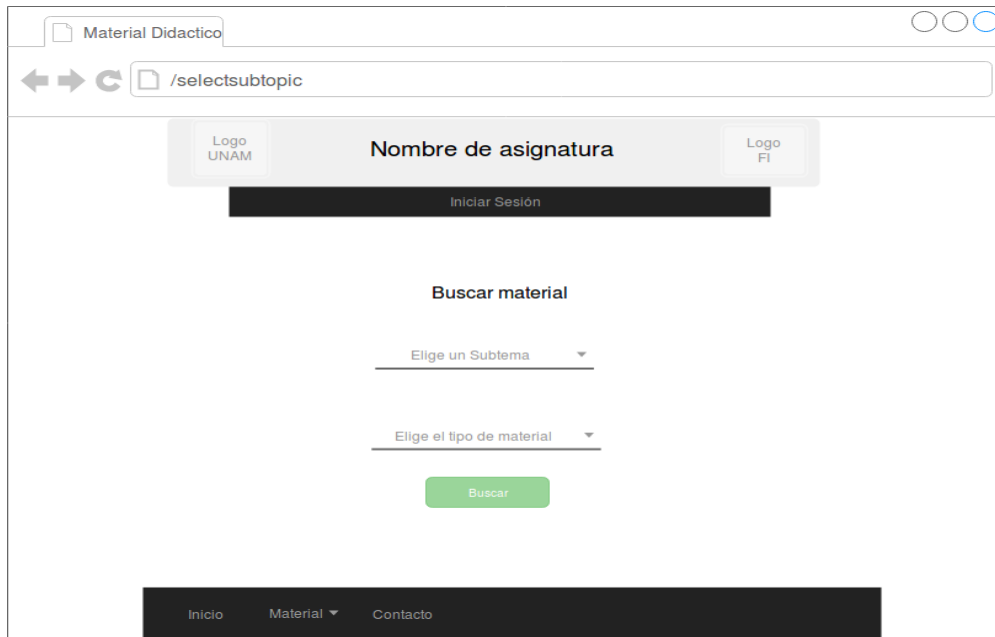 Material Didactico
/selectsubtopic
Logo
UNAM
Nombre de asignatura
Logo
FI
Iniciar Sesión
Buscar material
Elige un Subtema
Elige el tipo de material
Buscar
Inicio
Material
Contacto